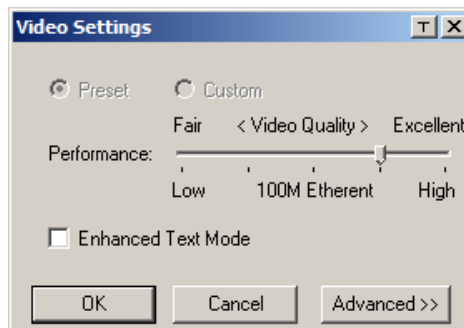 Video Settings T X
Preset Custom
Fair < Video Quality > Excellent
Performance:
Low 100M Etherent High
Enhanced Text Mode
OK Cancel Advanced >>